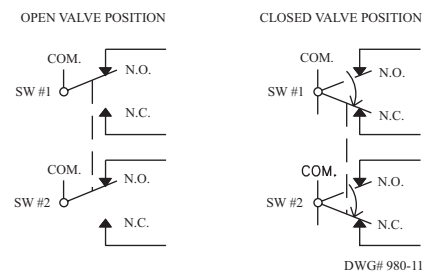 OPEN VALVE POSITION
COM.
N.O.
SW #1
N.C.
COM.
N.O.
SW #2
N.C.
CLOSED VALVE POSITION
COM.
N.O.
SW #1
N.C.
COM.
N.O.
SW #2
N.C.
DWG# 980-11